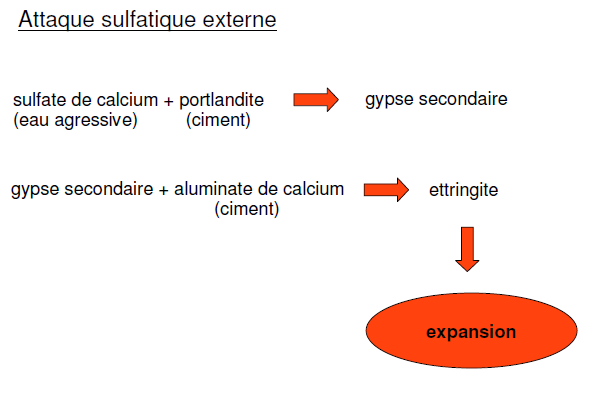 Attaque sulfatique externe
sulfate de calcium + portlandite gypse secondaire
(eau agressive) (ciment)
gypse secondaire + aluminate de calcium ettringite
(ciment)
expansion